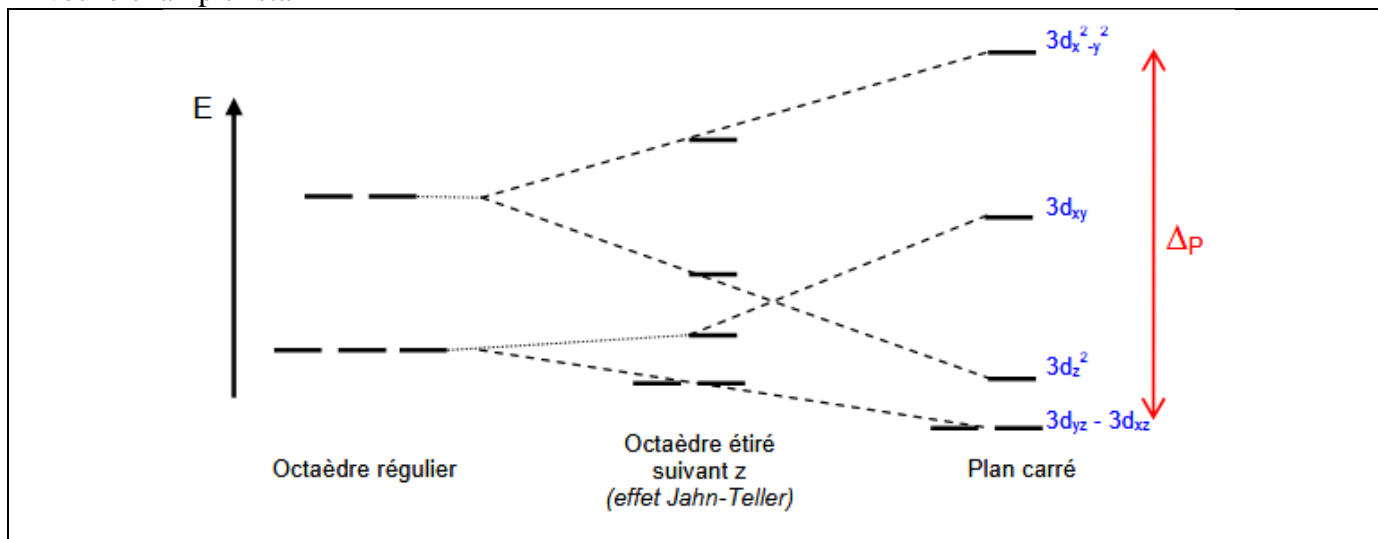 E
3dx²-y²
3dxy
ΔP
3dz²
3dyz - 3dxz
Octaèdre régulier
Octaèdre étiré
suivant z
(effet Jahn-Teller)
Plan carré